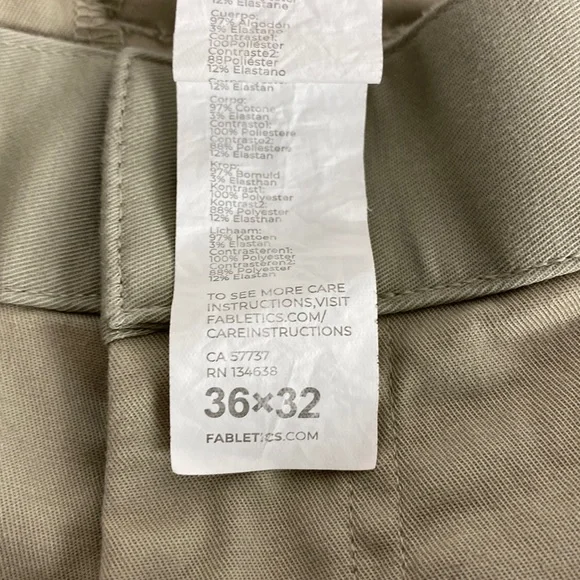 12% Elastane
Cuerpo:
97% Algodón
3% Elastano
Contraste1:
100Poliéster
Contraste2:
88Poliéster
12% Elastano
12% Elastan
Corpo:
97% Cotone
3% Elastan
Contrasto1:
100% Poliestere
Contrasto2:
88% Poliestere
12% Elastan
Krop:
97% Bomuld
3% Elasthan
Kontrast1:
100% Polyester
Kontrast2:
88% Polyester
12% Elasthan
Lichaam:
97% Katoen
3% Elastan
Contrasteren1:
100% Polyester
Contrasteren2:
88% Polyester
12% Elastan
TO SEE MORE CARE
INSTRUCTIONS,VISIT
FABLETICS.COM/
CAREINSTRUCTIONS
CA 57737
RN 134638
36×32
FABLETICS.COM